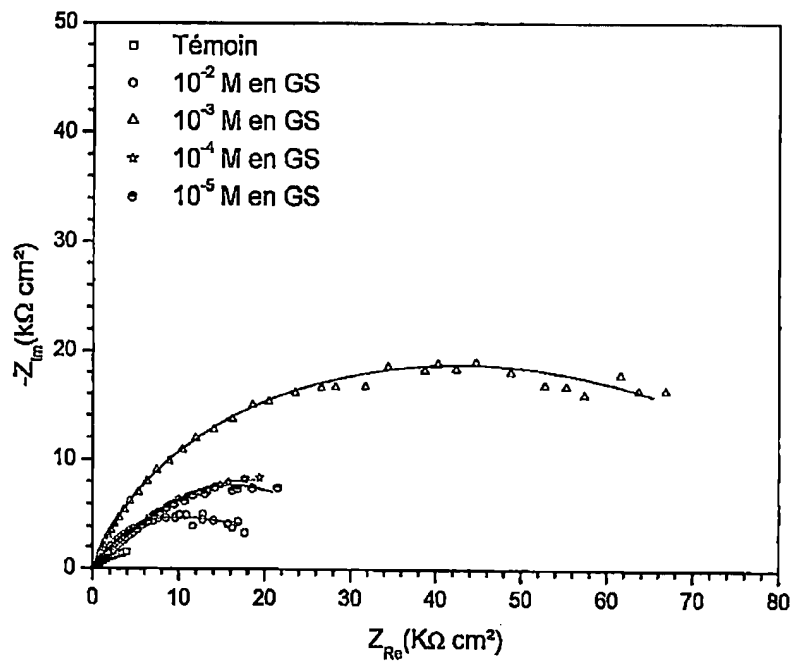 50
40
30
20
10
0
-Z_Im(kΩ cm²)
Témoin
10⁻² M en GS
10⁻³ M en GS
10⁻⁴ M en GS
10⁻⁵ M en GS
0 10 20 30 40 50 60 70 80
Z_Re(KΩ cm²)